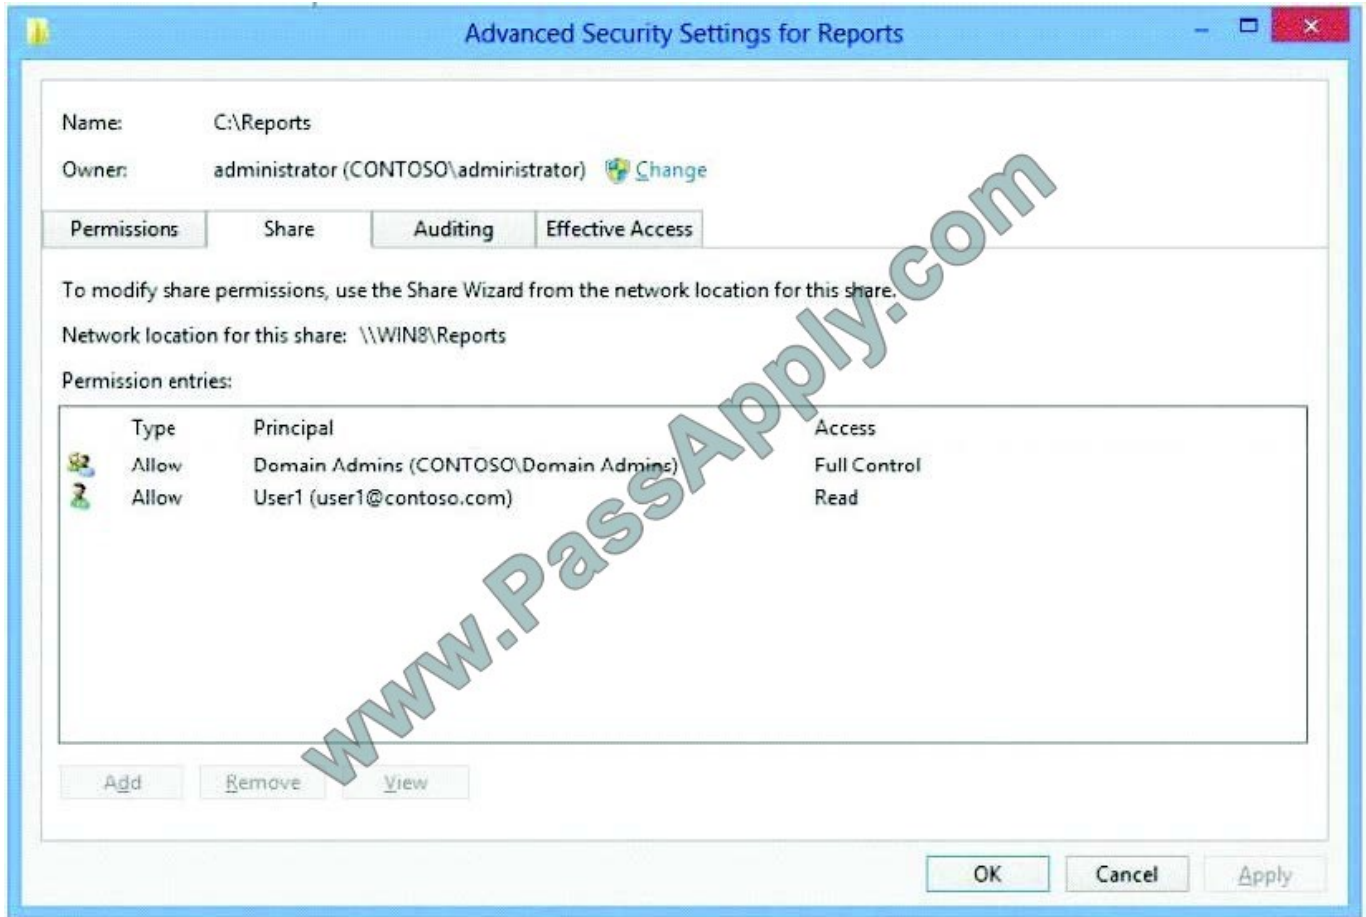 Advanced Security Settings for Reports
Name: C:\Reports
Owner: administrator (CONTOSO\administrator) Change
Permissions Share Auditing Effective Access
To modify share permissions, use the Share Wizard from the network location for this share.
Network location for this share: \\WIN8\Reports
Permission entries:
Type Principal Access
Allow Domain Admins (CONTOSO\Domain Admins) Full Control
Allow User1 (user1@contoso.com) Read
www.PassApply.com
Add Remove View
OK Cancel Apply